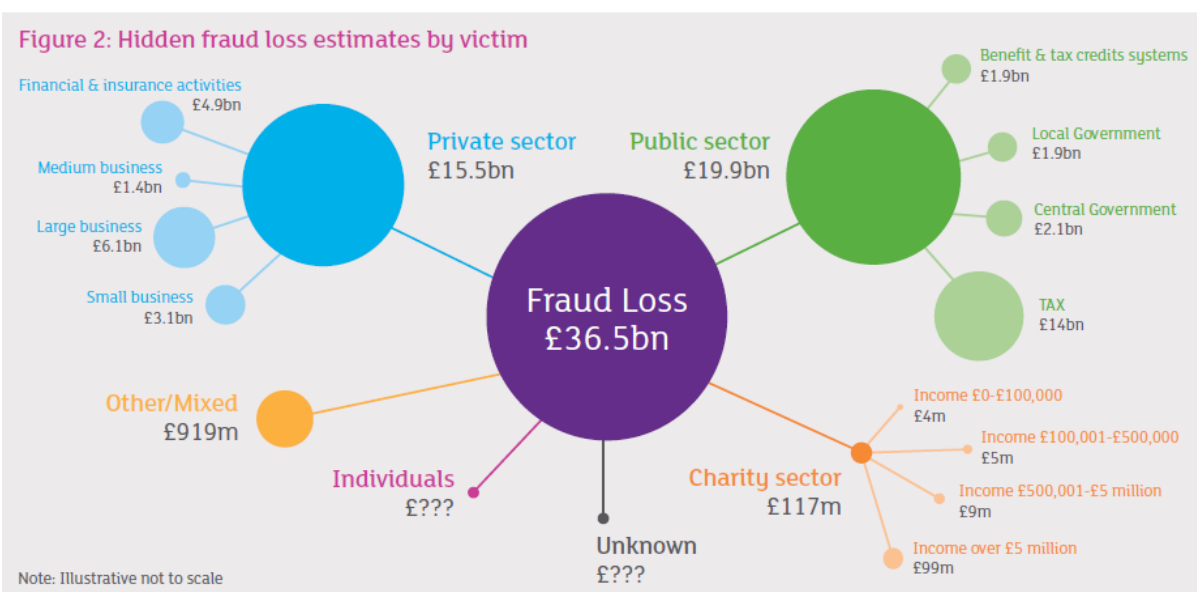 Figure 2: Hidden fraud loss estimates by victim
Financial & insurance activities
£4.9bn
Medium business
£1.4bn
Large business
£6.1bn
Small business
£3.1bn
Private sector
£15.5bn
Public sector
£19.9bn
Benefit & tax credits systems
£1.9bn
Local Government
£1.9bn
Central Government
£2.1bn
TAX
£14bn
Fraud Loss
£36.5bn
Other/Mixed
£919m
Individuals
£???
Unknown
£???
Charity sector
£117m
Income £0-£100,000
£4m
Income £100,001-£500,000
£5m
Income £500,001-£5 million
£9m
Income over £5 million
£99m
Note: Illustrative not to scale